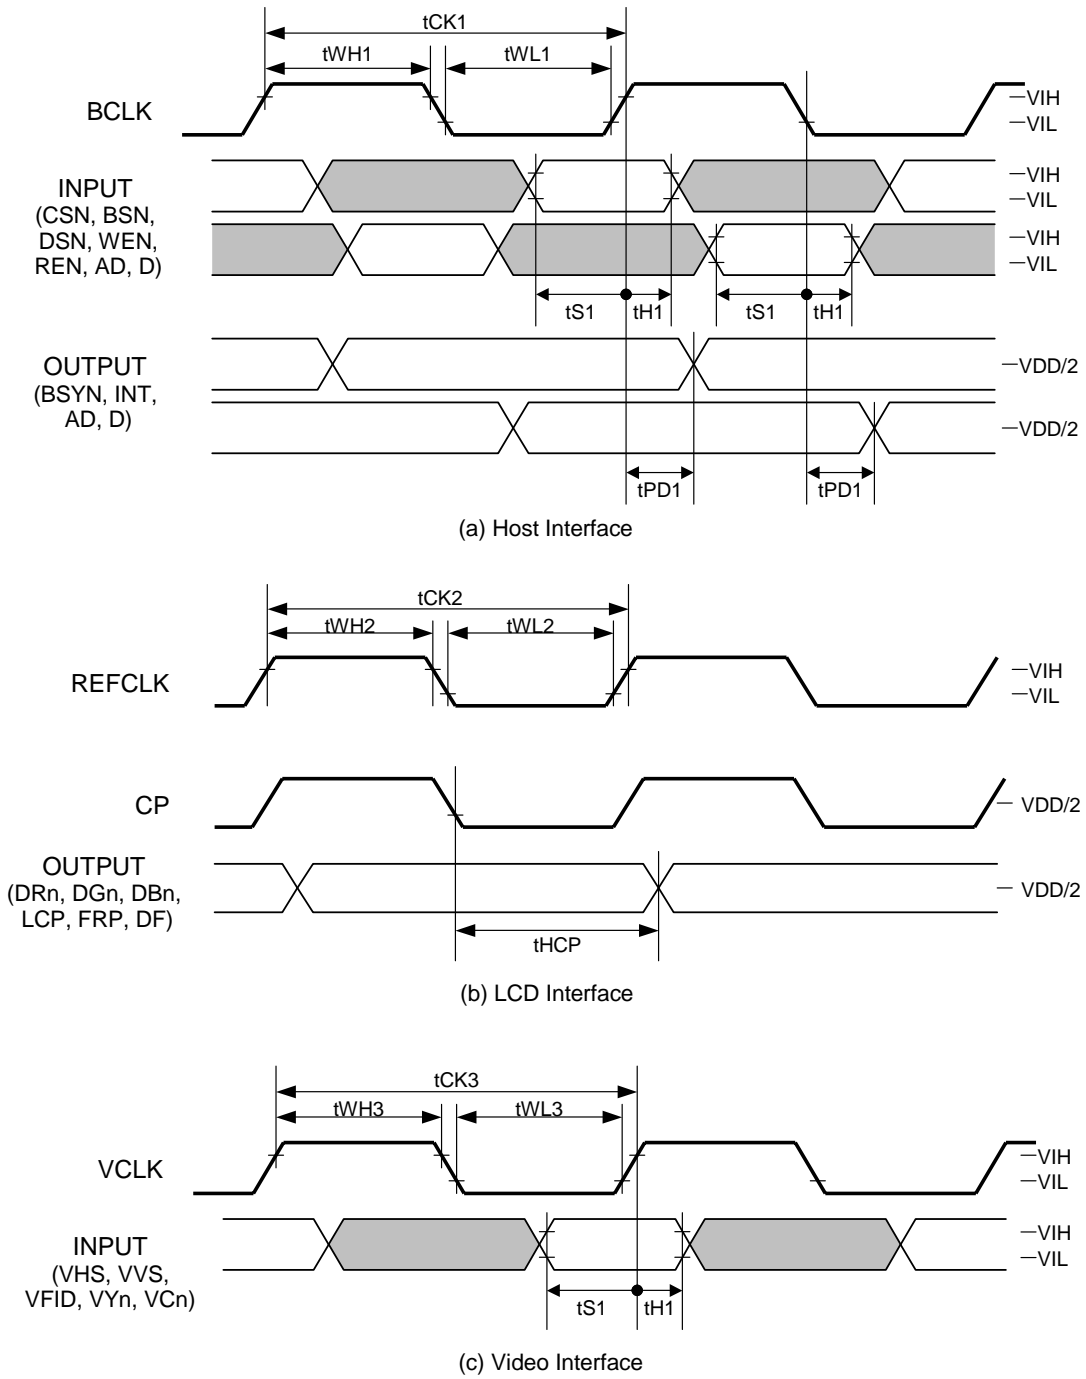 tCK1
tWH1
tWL1
BCLK
VIH
VIL
INPUT
(CSN, BSN,
DSN, WEN,
REN, AD, D)
VIH
VIL
VIH
VIL
tS1
tH1
tS1
tH1
OUTPUT
(BSYN, INT,
AD, D)
VDD/2
VDD/2
tPD1
tPD1
(a) Host Interface
tCK2
tWH2
tWL2
REFCLK
VIH
VIL
CP
VDD/2
OUTPUT
(DRn, DGn, DBn,
LCP, FRP, DF)
VDD/2
tHCP
(b) LCD Interface
tCK3
tWH3
tWL3
VCLK
VIH
VIL
INPUT
(VHS, VVS,
VFID, VYn, VCn)
VIH
VIL
tS1
tH1
(c) Video Interface